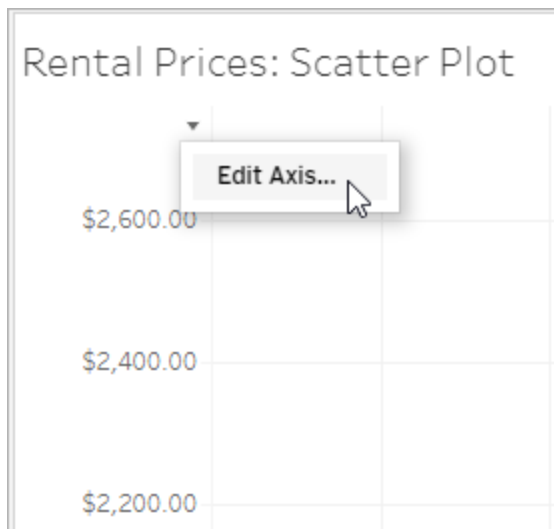 Rental Prices: Scatter Plot
Edit Axis...
$2,600.00
$2,400.00
$2,200.00